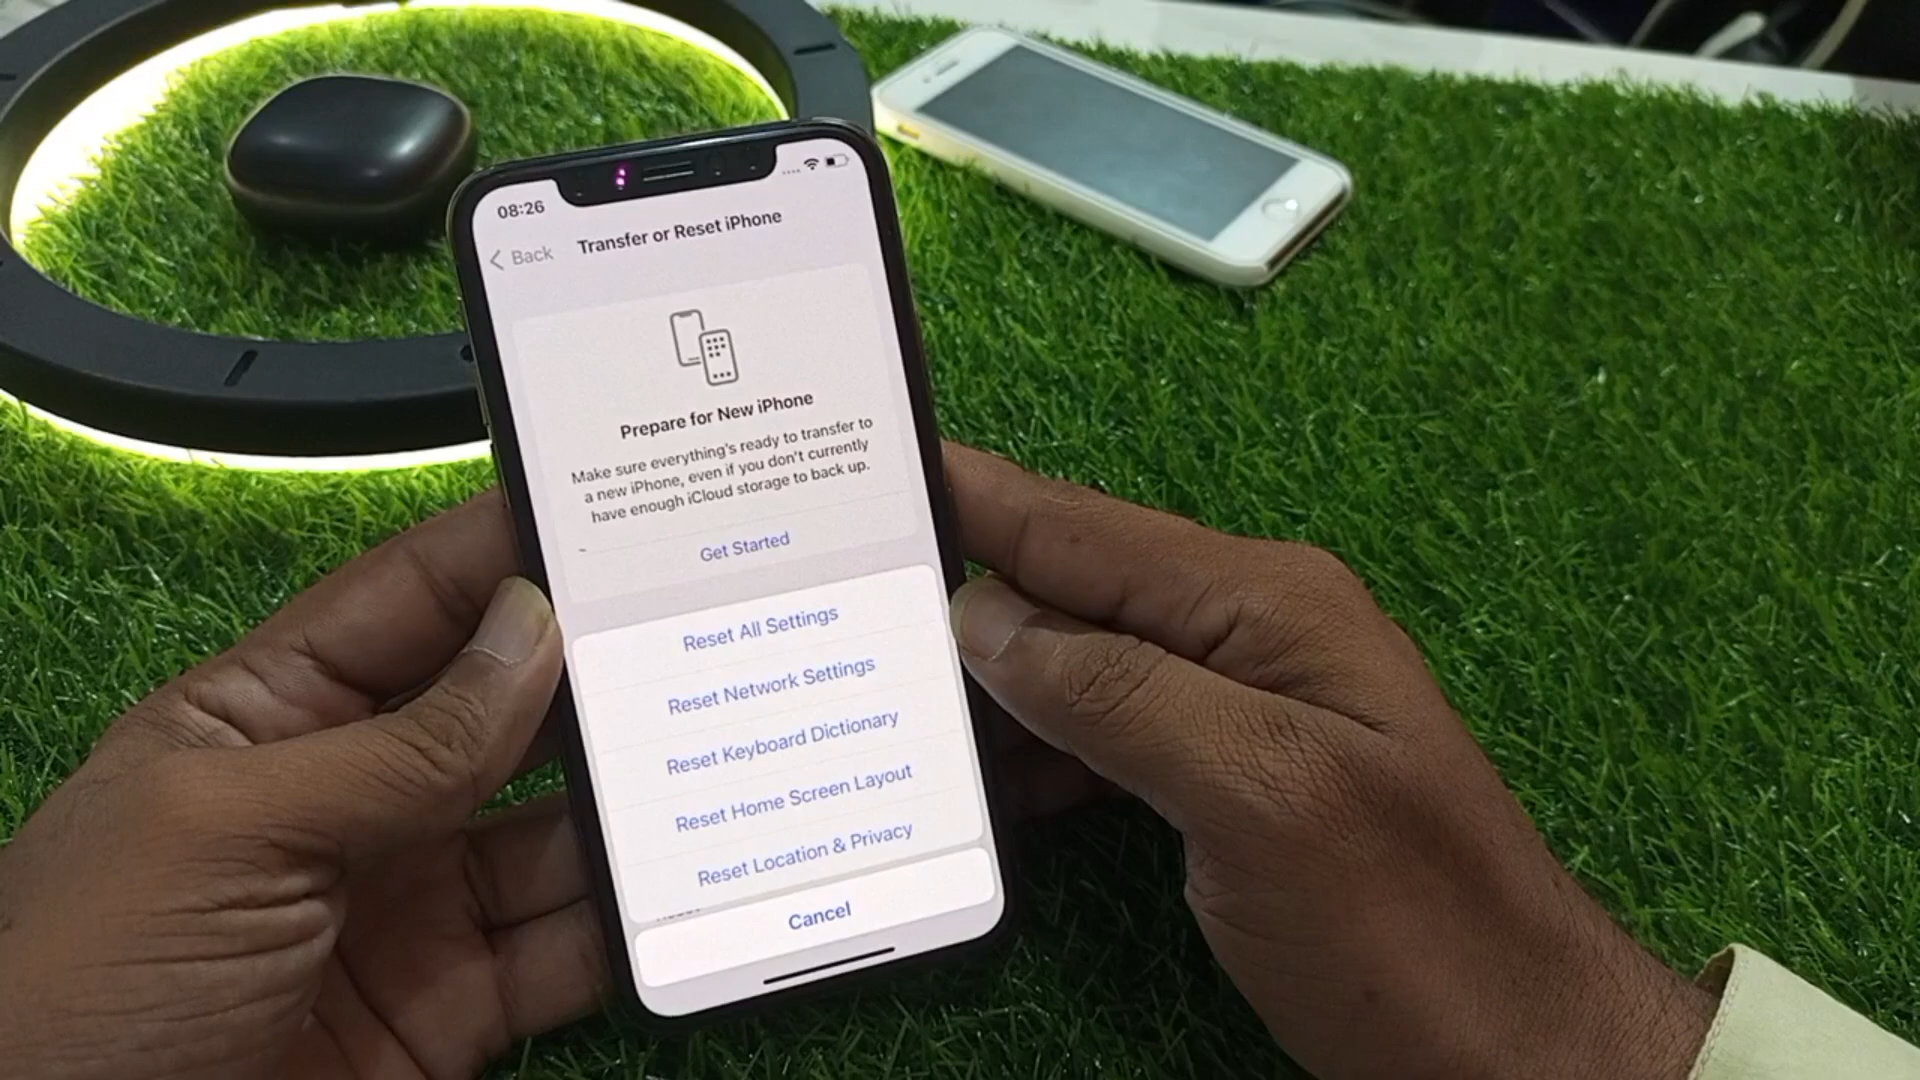 08:26
Back
Transfer or Reset iPhone
Prepare for New iPhone
Make sure everything's ready to transfer to
a new iPhone, even if you don't currently
have enough iCloud storage to back up.
Get Started
Reset All Settings
Reset Network Settings
Reset Keyboard Dictionary
Reset Home Screen Layout
Reset Location & Privacy
Cancel